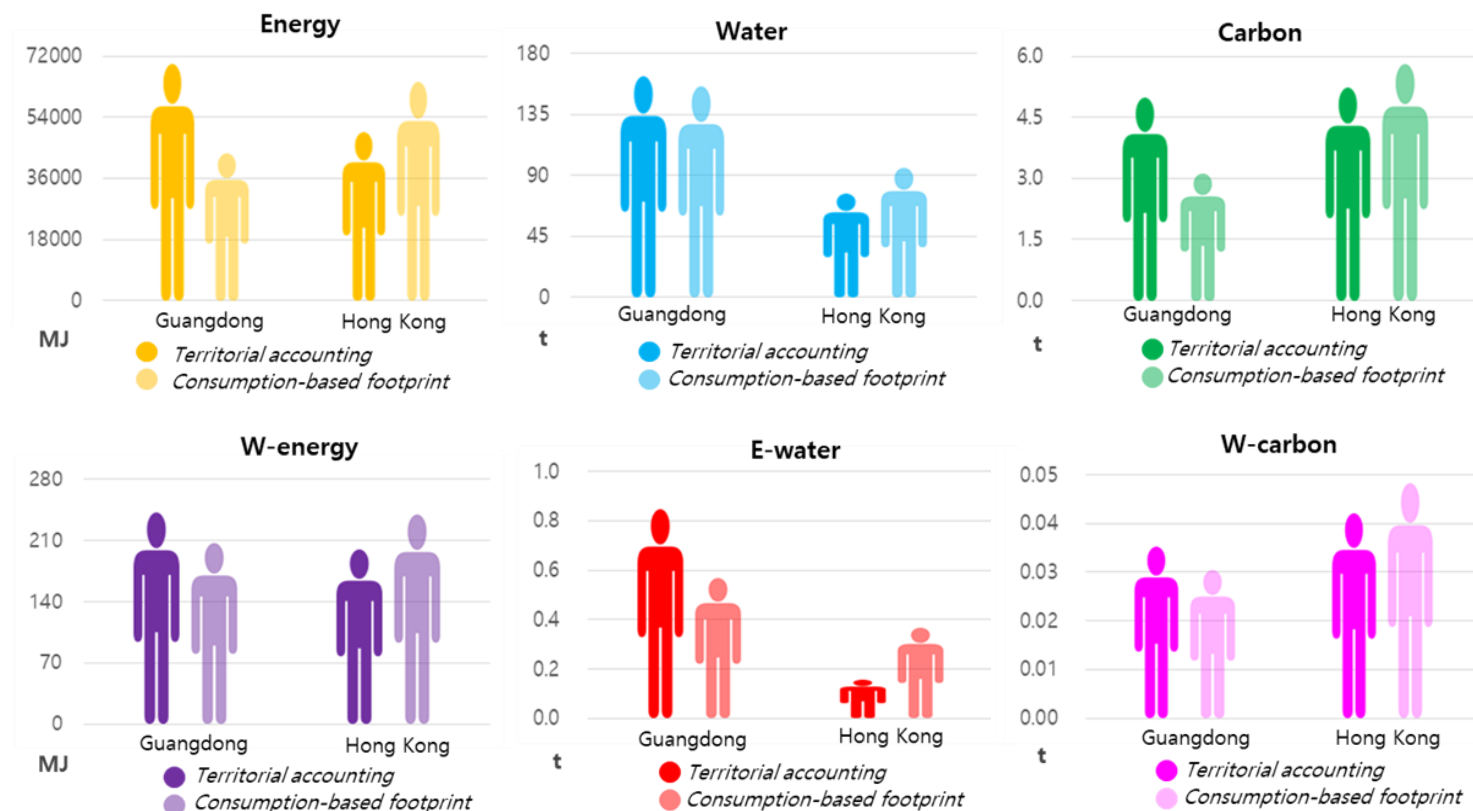 Energy
72000
54000
36000
18000
0
Guangdong
Hong Kong
MJ
Territorial accounting
Consumption-based footprint
Water
180
135
90
45
0
Guangdong
Hong Kong
t
Territorial accounting
Consumption-based footprint
Carbon
6.0
4.5
3.0
1.5
0.0
Guangdong
Hong Kong
t
Territorial accounting
Consumption-based footprint
W-energy
280
210
140
70
0
Guangdong
Hong Kong
MJ
Territorial accounting
Consumption-based footprint
E-water
1.0
0.8
0.6
0.4
0.2
0.0
Guangdong
Hong Kong
t
Territorial accounting
Consumption-based footprint
W-carbon
0.05
0.04
0.03
0.02
0.01
0.00
Guangdong
Hong Kong
t
Territorial accounting
Consumption-based footprint